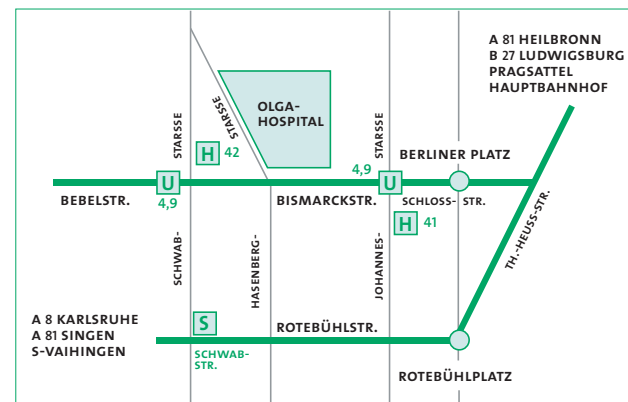 A 81 HEILBRONN
B 27 LUDWIGSBURG
PRAGSATTEL
HAUPTBAHNHOF
OLGA-
HOSPITAL
STARSSE
STARSSE
STARSSE
H 42
4,9
BERLINER PLATZ
U
U
BEBELSTR.
4,9
BISMARCKSTR.
SCHLOSS-
STR.
H 41
TH.-HEUSS-STR.
SCHWAB-
HASENBERG-
JOHANNES-
A 8 KARLSRUHE
A 81 SINGEN
S-VAIHINGEN
S
ROTEBÜHLSTR.
SCHWAB-
STR.
ROTEBÜHLPLATZ